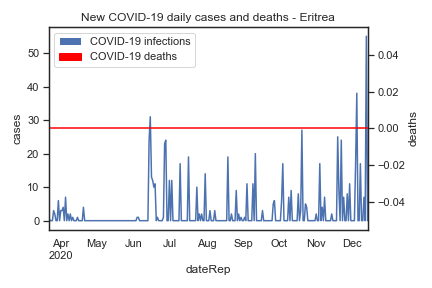 New COVID-19 daily cases and deaths - Eritrea
COVID-19 infections
COVID-19 deaths
50
40
30
20
10
0
cases
0.04
0.02
0.00
−0.02
−0.04
deaths
Apr May Jun Jul Aug Sep Oct Nov Dec
2020
dateRep